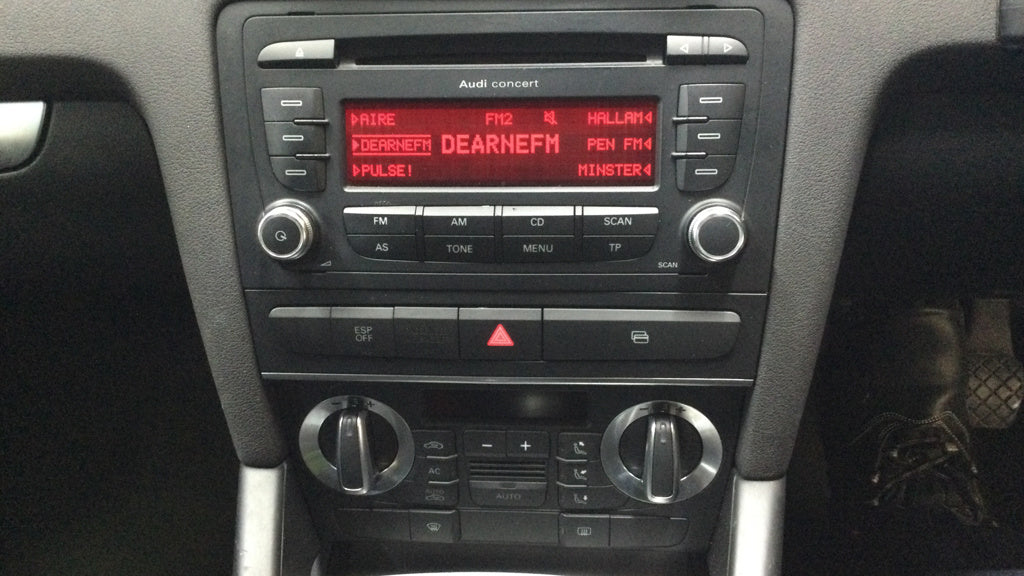 Audi concert
AIRE FM2 HALLAM
DEARNEFM DEARNEFM PEN FM
PULSE! MINSTER
FM AM CD SCAN
AS TONE MENU TP
SCAN
ESP
OFF
- +
- +
- +
AC
AUTO
AUTO